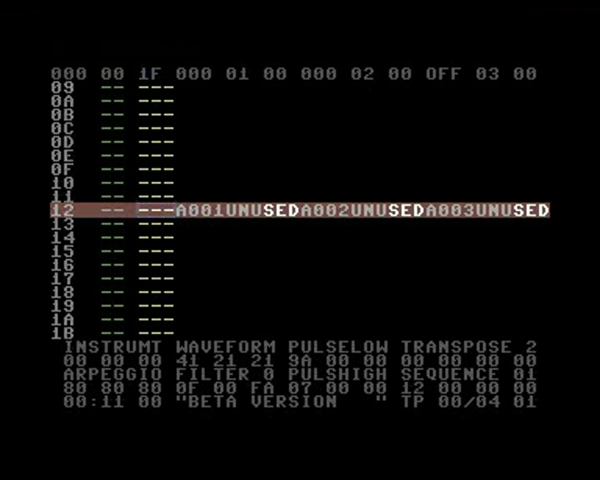 000 00 1F 000 01 00 000 02 00 OFF 03 00
09 -- ---
0A -- ---
0B -- ---
0C -- ---
0D -- ---
0E -- ---
0F -- ---
10 -- ---
11 -- ---
12 -- ---A001UNUSEDA002UNUSEDA003UNUSED
13 -- ---
14 -- ---
15 -- ---
16 -- ---
17 -- ---
18 -- ---
19 -- ---
1A -- ---
1B -- ---
INSTRUMT WAVEFORM PULSELOW TRANSPOSE 2
00 00 00 41 21 21 9A 00 00 00 00 00 00
ARPEGGIO FILTER 0 PULSHIGH SEQUENCE 01
80 80 80 0F 00 FA 07 00 00 12 00 00 00
00:11 00 "BETA VERSION   " TP 00/04 01